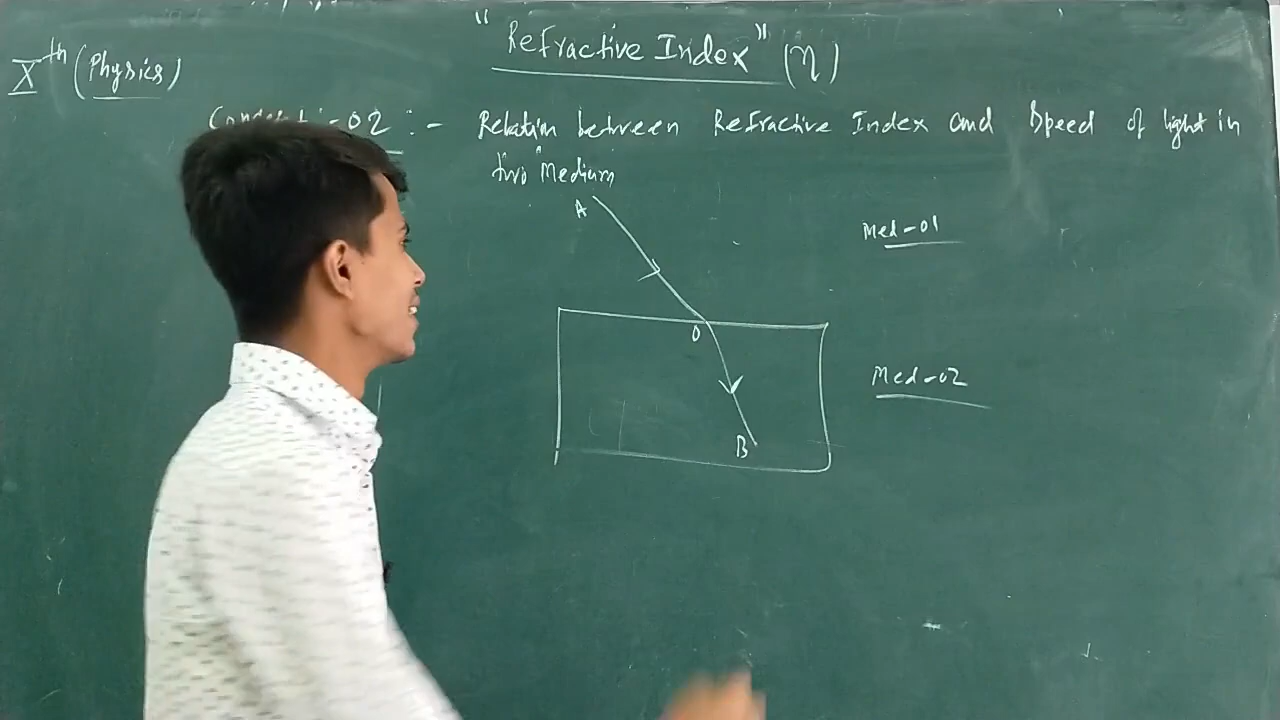 "Refractive Index" (η)
Xth (Physics)
Concept :-02 :- Relation between Refractive Index and Speed of light in
two Medium
A
Med-01
O
Med-02
B